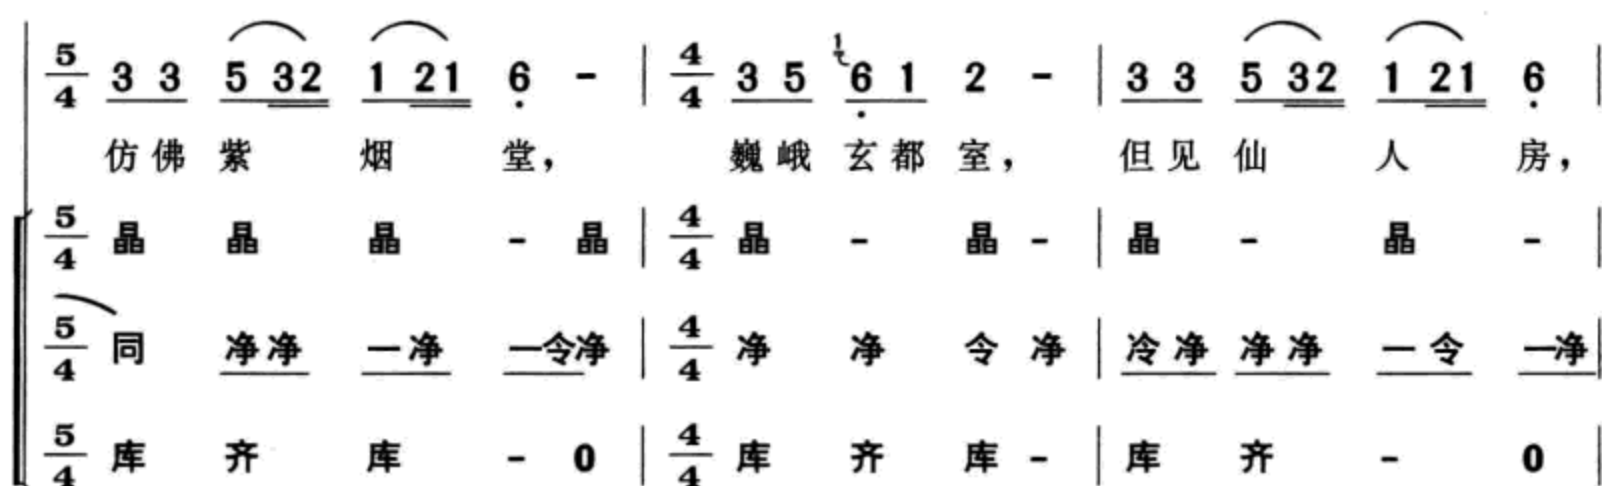 5/4 3 3 5 32 1 21 6 - | 4/4 3 5 1 6 1 2 - | 3 3 5 32 1 21 6 |
仿佛紫 烟 堂， 巍峨玄都室， 但见仙 人 房，
5/4 晶 晶 晶 - 晶 | 4/4 晶 - 晶 - | 晶 - 晶 - |
5/4 同 净净 一净 一令净 | 4/4 净 净 令 净 | 冷净 净净 一令 一净 |
5/4 库 齐 库 - 0 | 4/4 库 齐 库 - | 库 齐 - 0 |